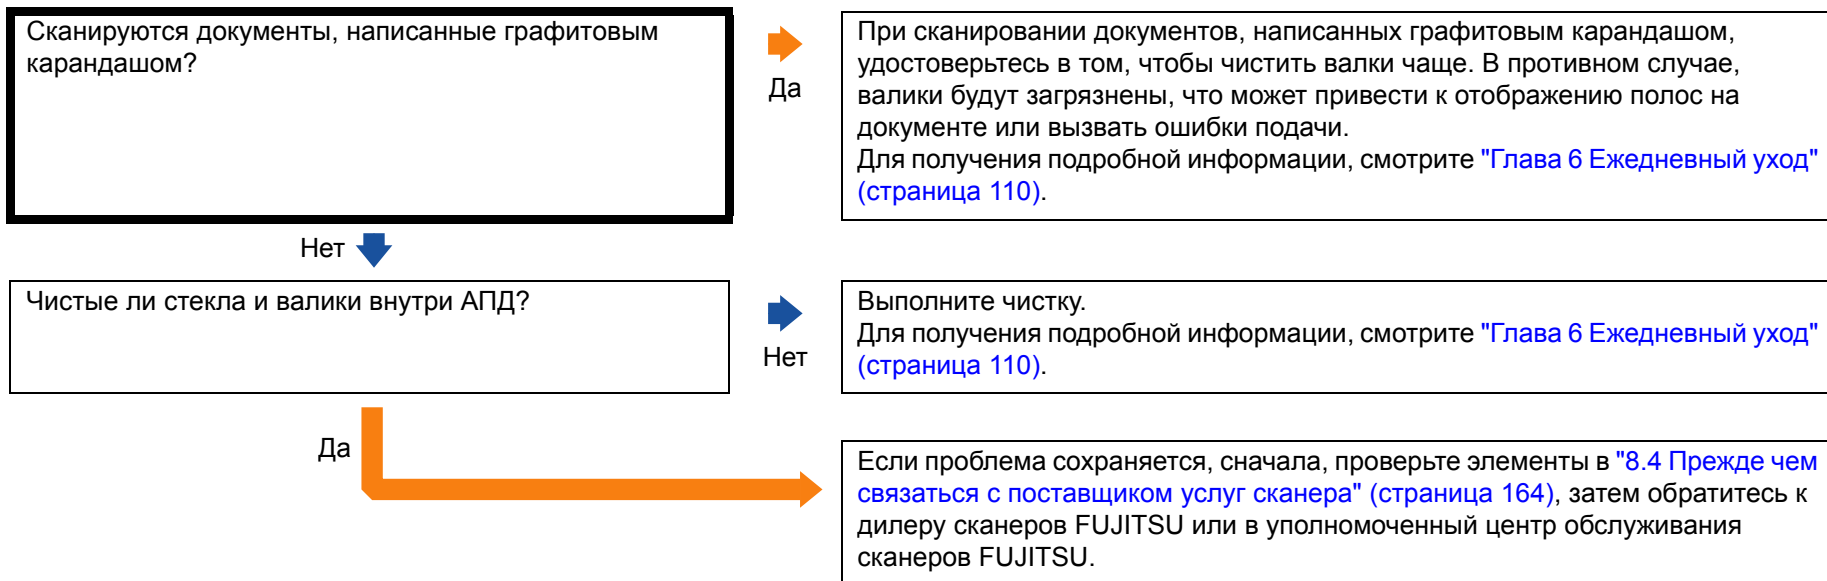 Сканируются документы, написанные графитовым
карандашом?
Да
При сканировании документов, написанных графитовым карандашом,
удостоверьтесь в том, чтобы чистить валки чаще. В противном случае,
валики будут загрязнены, что может привести к отображению полос на
документе или вызвать ошибки подачи.
Для получения подробной информации, смотрите "Глава 6 Ежедневный уход"
(страница 110).
Нет
Чистые ли стекла и валики внутри АПД?
Нет
Выполните чистку.
Для получения подробной информации, смотрите "Глава 6 Ежедневный уход"
(страница 110).
Да
Если проблема сохраняется, сначала, проверьте элементы в "8.4 Прежде чем
связаться с поставщиком услуг сканера" (страница 164), затем обратитесь к
дилеру сканеров FUJITSU или в уполномоченный центр обслуживания
сканеров FUJITSU.